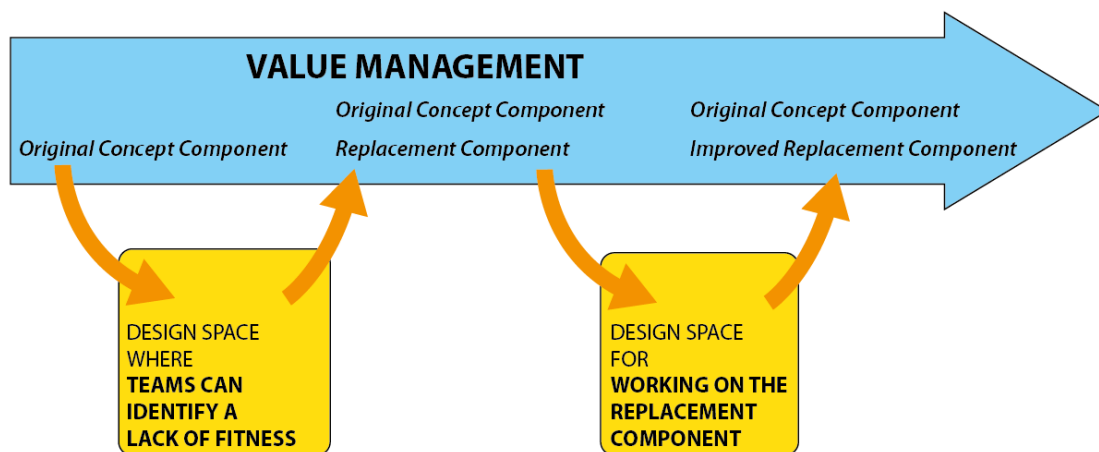 VALUE MANAGEMENT
Original Concept Component
Original Concept Component
Replacement Component
Original Concept Component
Improved Replacement Component
DESIGN SPACE
WHERE
TEAMS CAN
IDENTIFY A
LACK OF FITNESS
DESIGN SPACE
FOR
WORKING ON THE
REPLACEMENT
COMPONENT